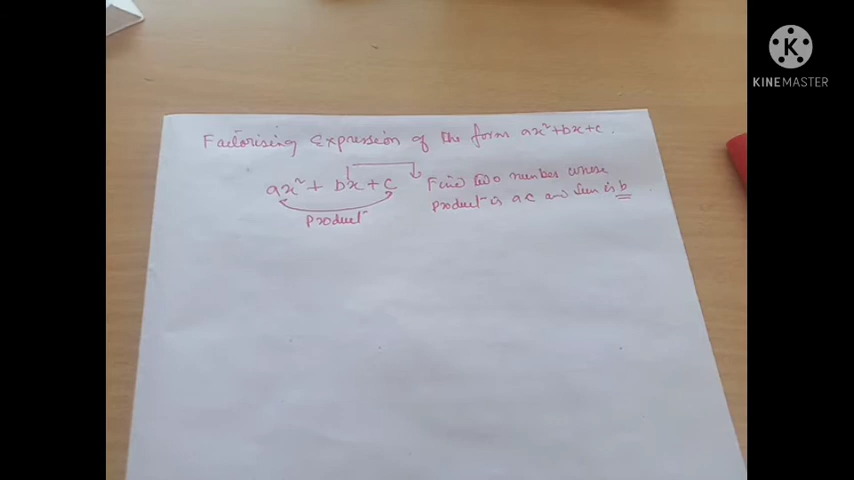 Factorising Expression of the form ax²+bx+c.
ax² + bx + c
Find two number whose
product is ac and sum is b
product
K
KINEMASTER